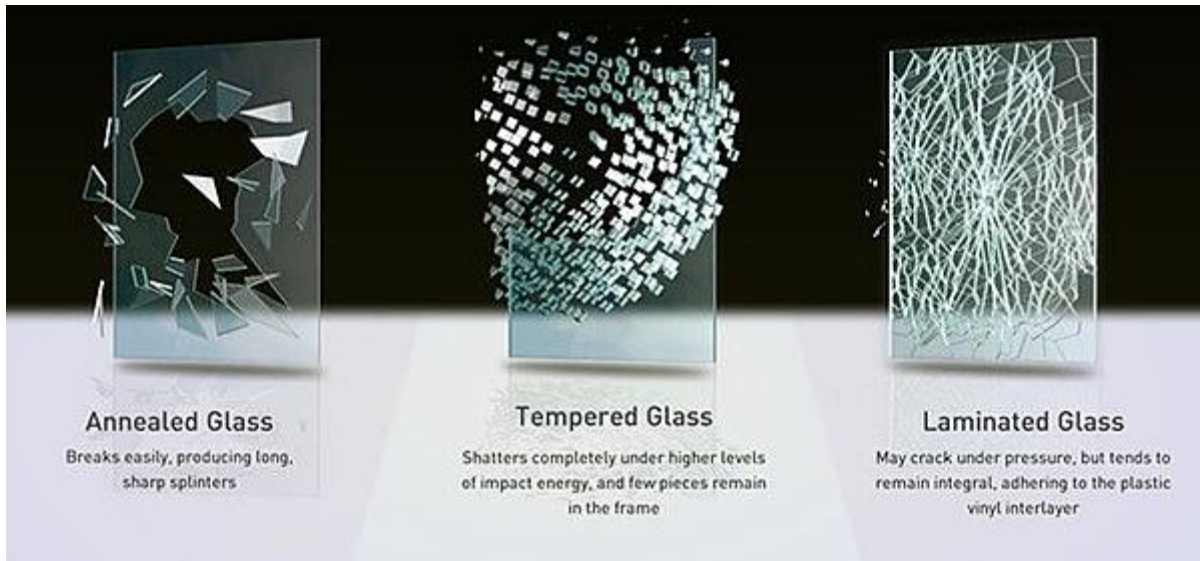 Annealed Glass
Breaks easily, producing long,
sharp splinters
Tempered Glass
Shatters completely under higher levels
of impact energy, and few pieces remain
in the frame
Laminated Glass
May crack under pressure, but tends to
remain integral, adhering to the plastic
vinyl interlayer